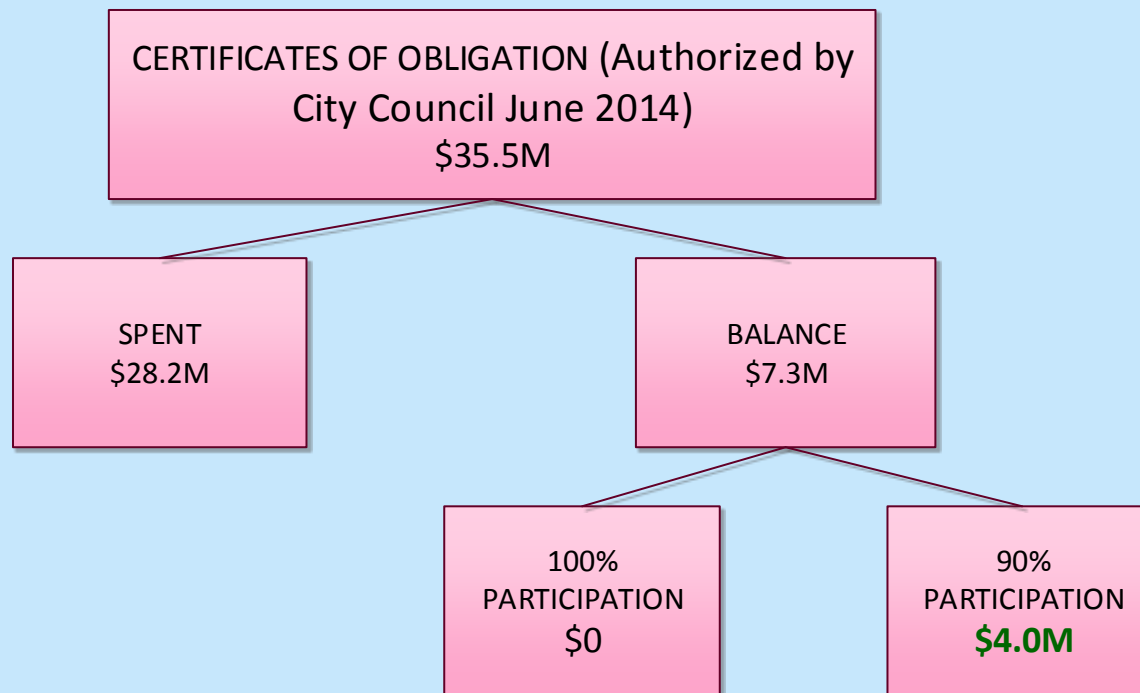 CERTIFICATES OF OBLIGATION (Authorized by
City Council June 2014)
$35.5M
SPENT
$28.2M
BALANCE
$7.3M
100%
PARTICIPATION
$0
90%
PARTICIPATION
$4.0M